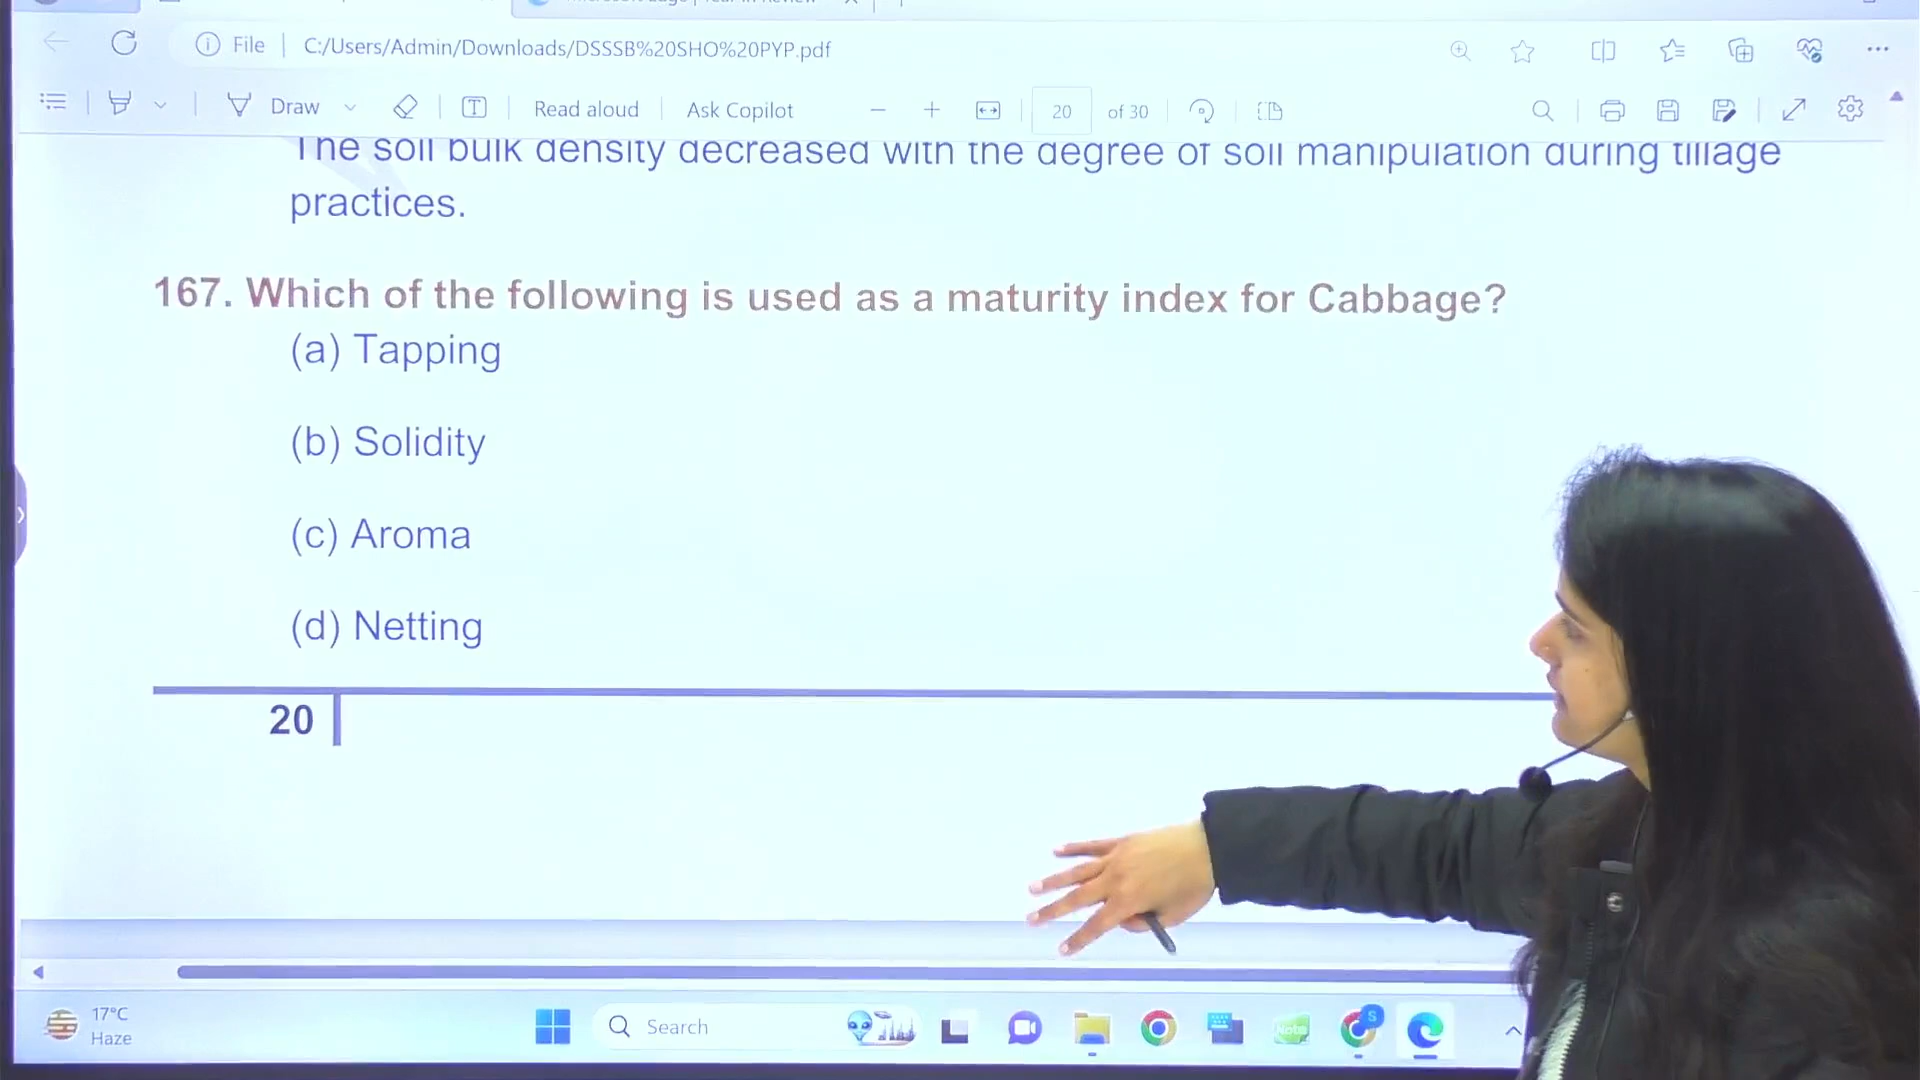 File
C:/Users/Admin/Downloads/DSSSB%20SHO%20PYP.pdf
Draw
Read aloud
Ask Copilot
20
of 30
The soil bulk density decreased with the degree of soil manipulation during tillage
practices.
167. Which of the following is used as a maturity index for Cabbage?
(a) Tapping
(b) Solidity
(c) Aroma
(d) Netting
20
17°C
Haze
Search
Note
S